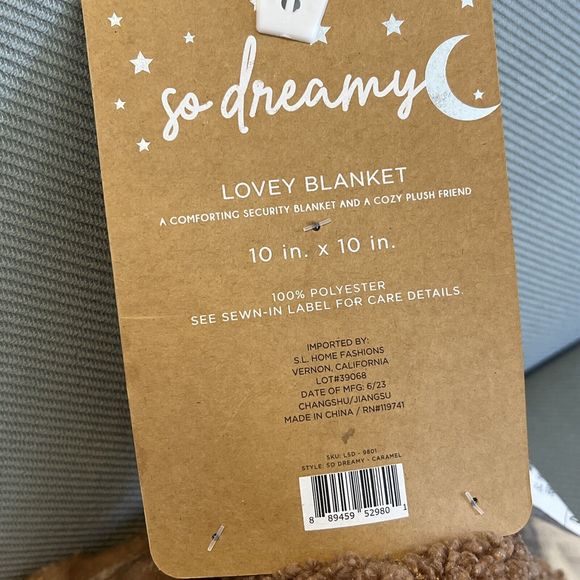 so dreamy
LOVEY BLANKET
A COMFORTING SECURITY BLANKET AND A COZY PLUSH FRIEND
10 in. x 10 in.
100% POLYESTER
SEE SEWN-IN LABEL FOR CARE DETAILS.
IMPORTED BY:
S.L. HOME FASHIONS
VERNON, CALIFORNIA
LOT#39068
DATE OF MFG: 6/23
CHANGSHU/JIANGSU
MADE IN CHINA / RN#119741
SKU: LSD - 9801
STYLE: SO DREAMY - CARAMEL
8 89459 52980 1